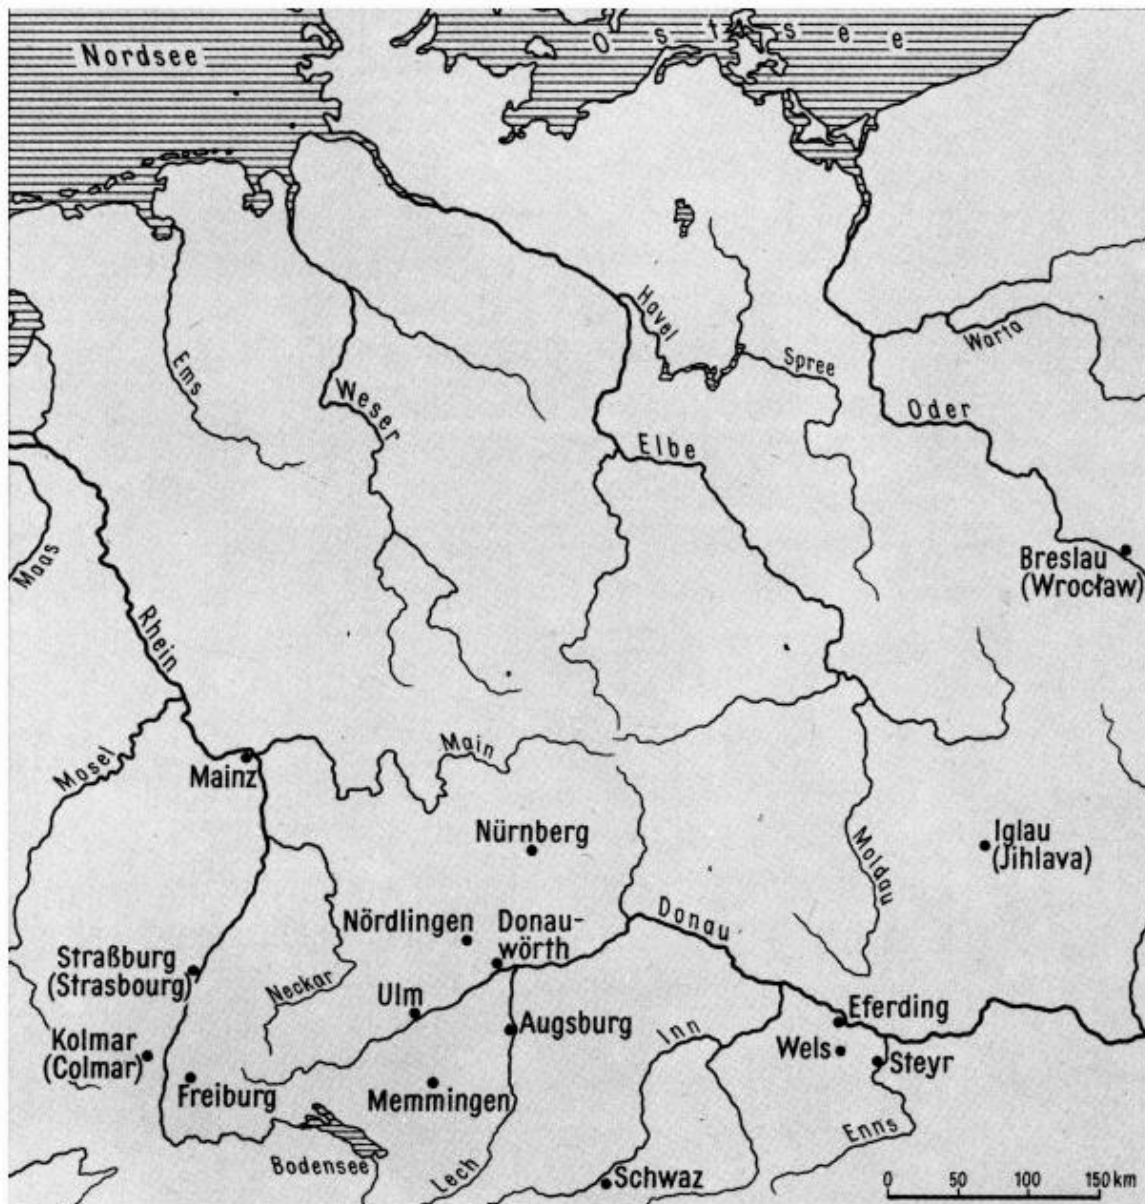 Nordsee
Ostsee
Havel
Ems
Weser
Spree
Warta
Oder
Elbe
Maas
Rhein
Breslau
(Wrocław)
Mosel
Mainz
Main
Nürnberg
Moldau
Iglau
(Jihlava)
Nördlingen
Donau-
wörth
Donau
Straßburg
(Strasbourg)
Neckar
Ulm
Augsburg
Inn
Eferding
Kolmar
(Colmar)
Wels
Steyr
Freiburg
Memmingen
Enns
Bodensee
Lech
Schwaz
0 50 100 150 km